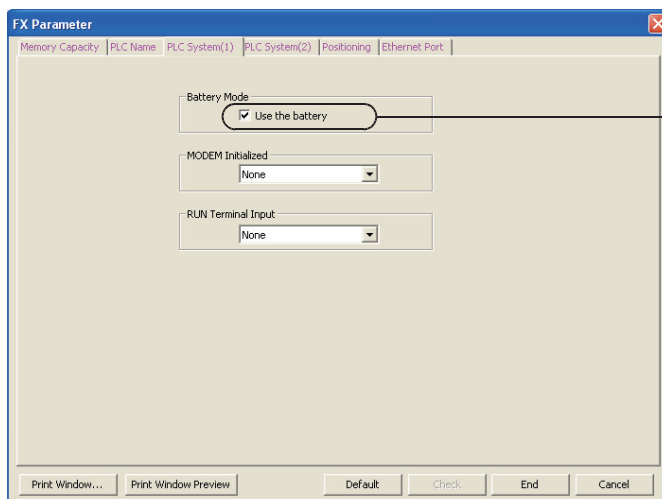 FX Parameter
Memory Capacity PLC Name PLC System(1) PLC System(2) Positioning Ethernet Port
Battery Mode
Use the battery
MODEM Initialized
None
RUN Terminal Input
None
Print Window... Print Window Preview Default Check End Cancel